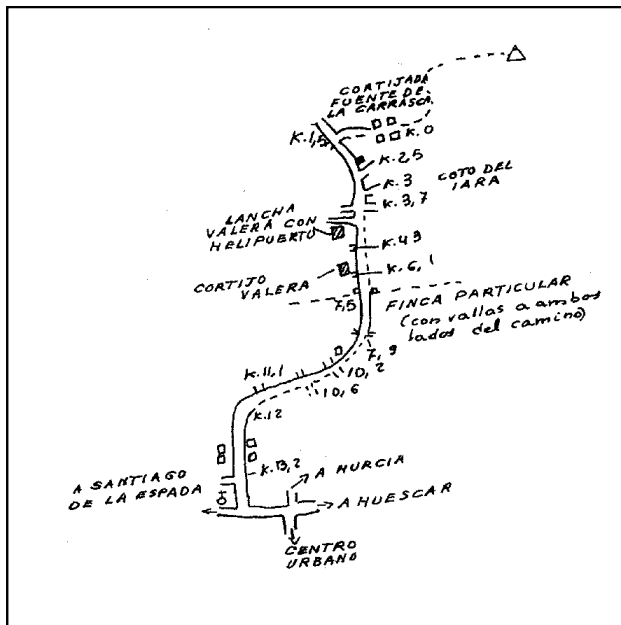 CORTIJADA
FUENTE DE
LA CARRASCA
K.1,5
K.0
K.2,5
K.3
COTO DEL
IARA
K.3,7
LANCHA
VALERA CON
HELIPUERTO
K.4,9
K.6,1
CORTIJO
VALERA
7,5
FINCA PARTICULAR
(con vallas a ambos
lados del camino)
7,9
10,2
K.11,1
10,6
K.12
K.13,2
A MURCIA
A SANTIAGO
DE LA ESPADA
A HUESCAR
CENTRO
URBANO